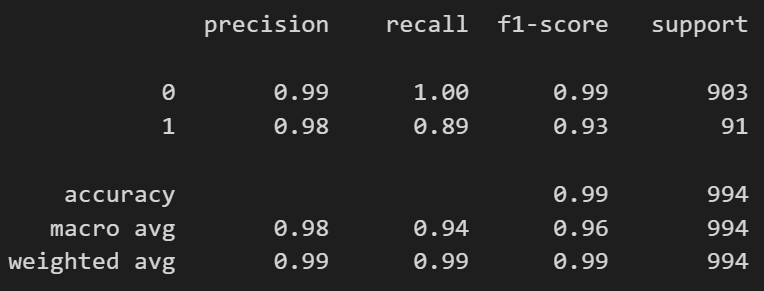 precision recall f1-score support
0 0.99 1.00 0.99 903
1 0.98 0.89 0.93 91
accuracy 0.99 994
macro avg 0.98 0.94 0.96 994
weighted avg 0.99 0.99 0.99 994